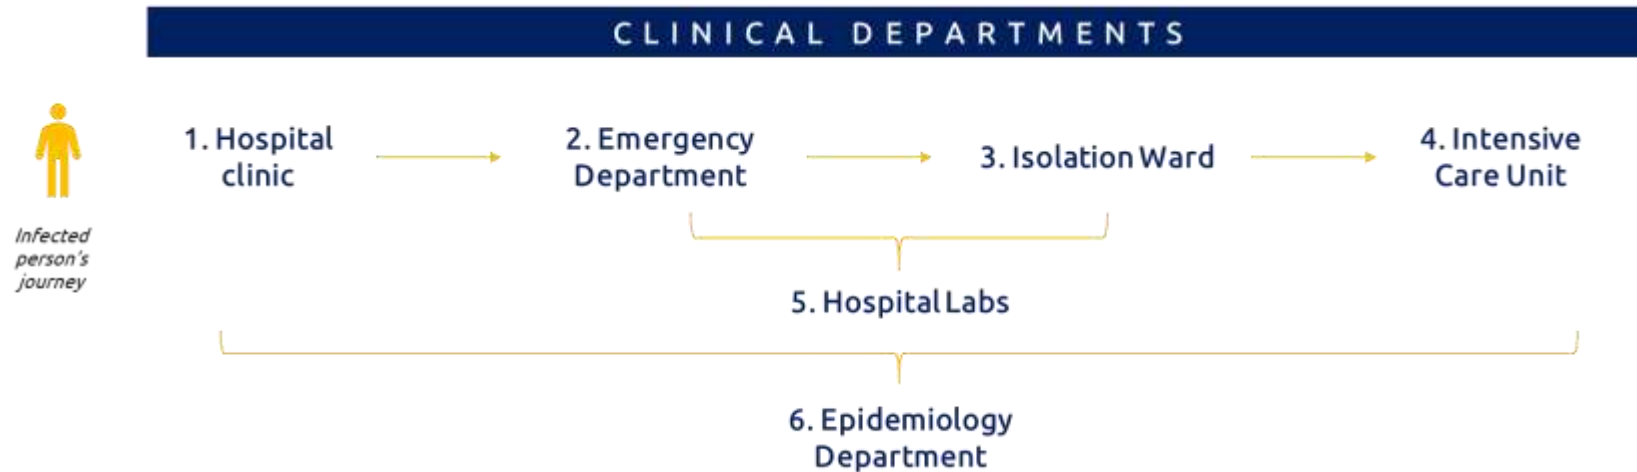 CLINICAL DEPARTMENTS
Infected
person's
journey
1. Hospital
clinic
2. Emergency
Department
3. Isolation Ward
4. Intensive
Care Unit
5. Hospital Labs
6. Epidemiology
Department